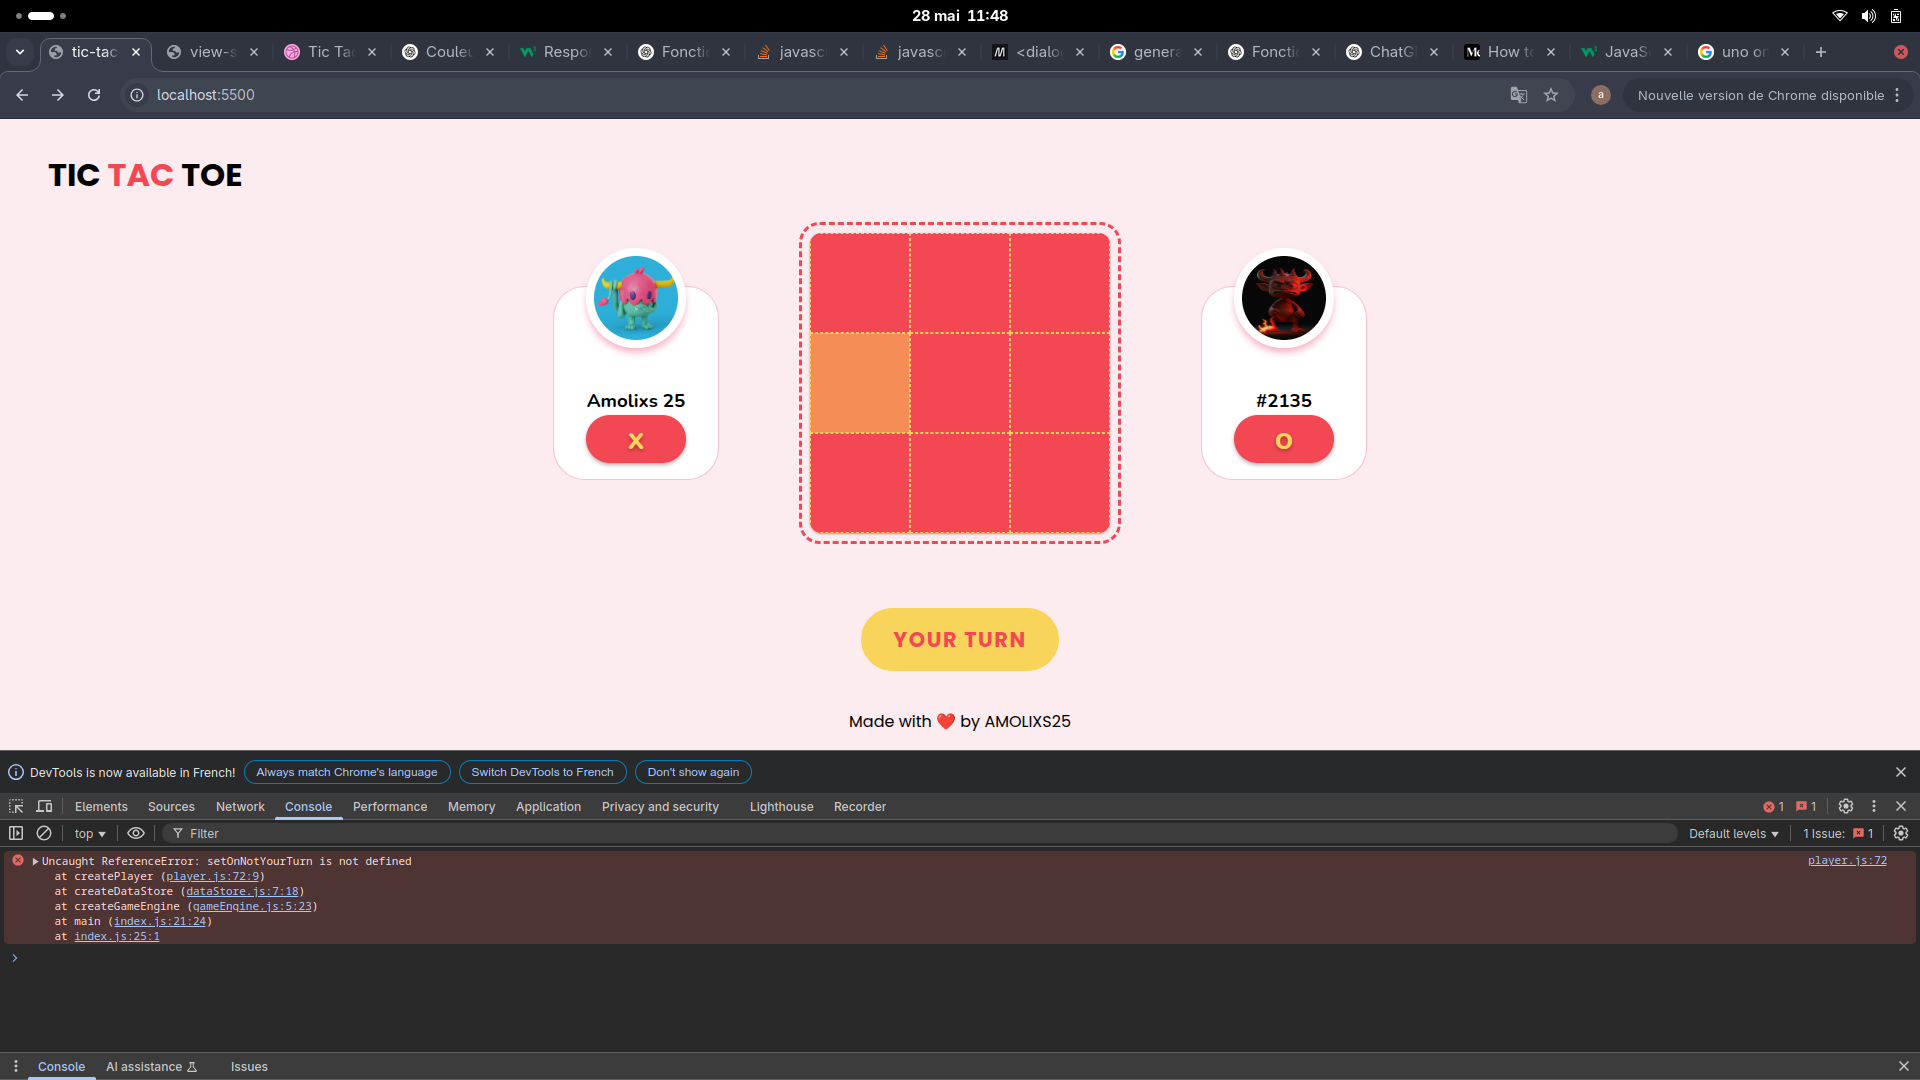 28 mai 11:48
tic-tac
view-s
Tic Ta
Coule
Respo
Foncti
javasc
javasc
<dialo
genera
Foncti
ChatG
How to
JavaS
uno or
localhost:5500
a
Nouvelle version de Chrome disponible
TIC TAC TOE
Amolixs 25
X
#2135
O
YOUR TURN
Made with ❤️ by AMOLIXS25
DevTools is now available in French!
Always match Chrome's language
Switch DevTools to French
Don't show again
Elements
Sources
Network
Console
Performance
Memory
Application
Privacy and security
Lighthouse
Recorder
1
1
top
Filter
Default levels
1 Issue: 1
Uncaught ReferenceError: setOnNotYourTurn is not defined
player.js:72
at createPlayer (player.js:72:9)
at createDataStore (dataStore.js:7:18)
at createGameEngine (gameEngine.js:5:23)
at main (index.js:21:24)
at index.js:25:1
Console
AI assistance
Issues